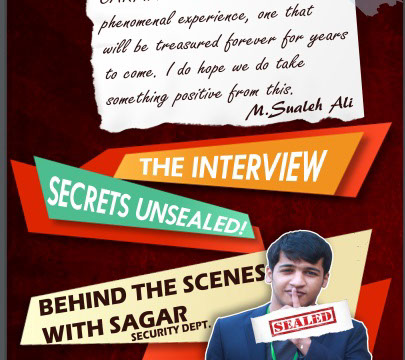 phenomenal experience, one that
will be treasured forever for years
to come. I do hope we do take
something positive from this.
M.Sualeh Ali
THE INTERVIEW
SECRETS UNSEALED!
BEHIND THE SCENES
WITH SAGAR
SECURITY DEPT.
SEALED